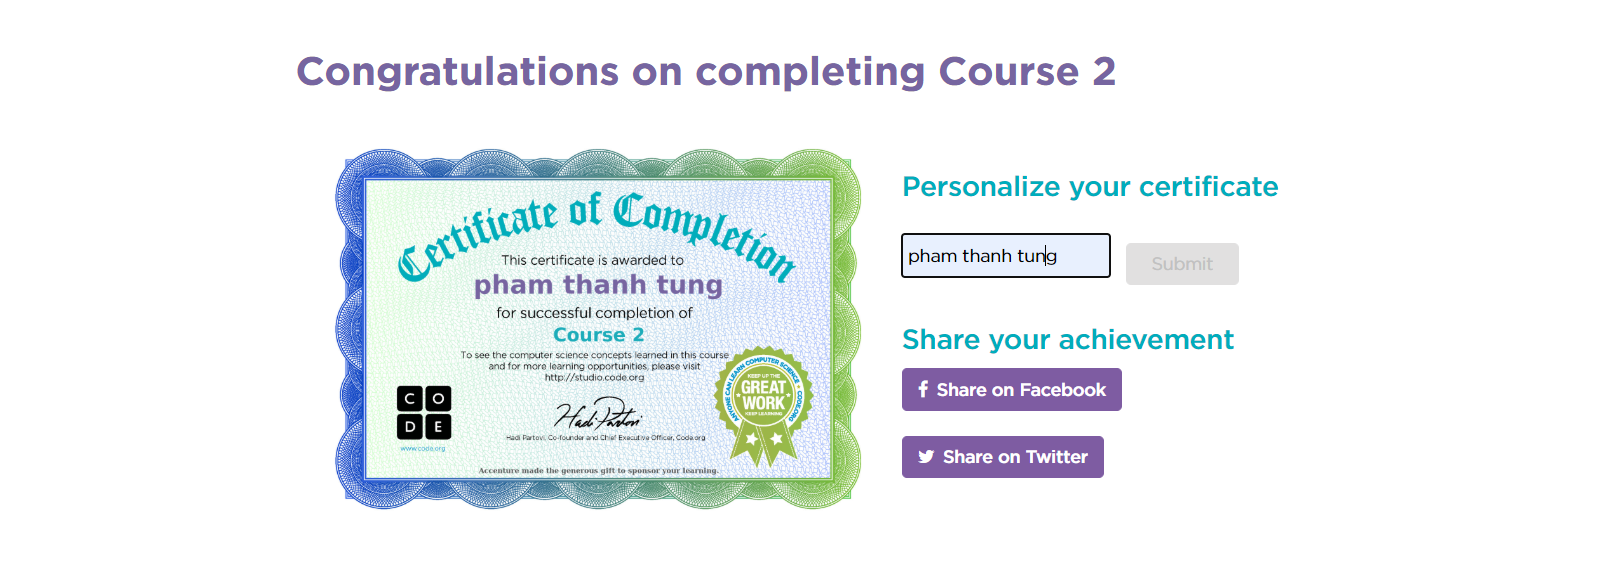 Congratulations on completing Course 2
Certificate of Completion
This certificate is awarded to
pham thanh tung
for successful completion of
Course 2
To see the computer science concepts learned in this course
and for more learning opportunities, please visit
http://studio.code.org
C O
D E
www.code.org
Hadi Partovi
Hadi Partovi, Co-founder and Chief Executive Officer, Code.org
ANYONE CAN LEARN COMPUTER SCIENCE • CODE.ORG
KEEP UP THE
GREAT
WORK
KEEP LEARNING
Accenture made the generous gift to sponsor your learning.
Personalize your certificate
pham thanh tung
Submit
Share your achievement
Share on Facebook
Share on Twitter